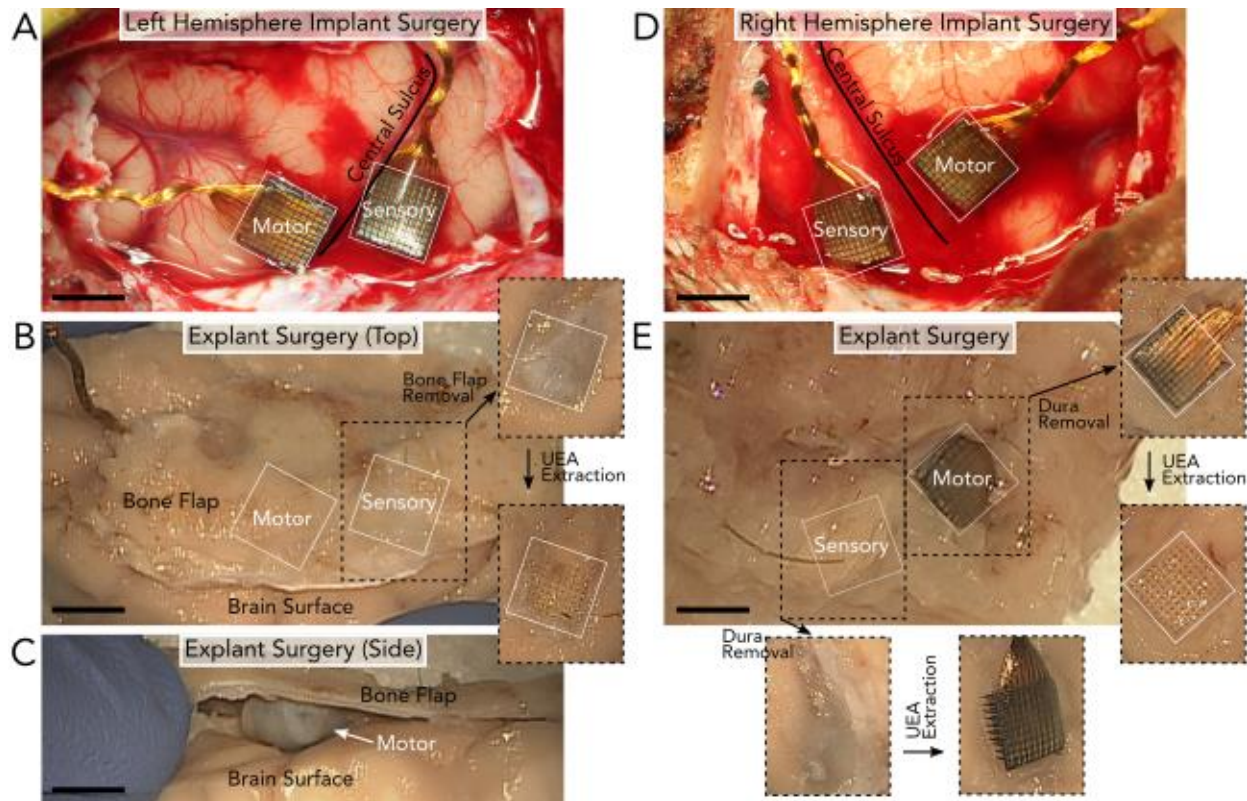 A
Left Hemisphere Implant Surgery
Central Sulcus
Motor
Sensory
B
Explant Surgery (Top)
Bone Flap
Removal
UEA
Extraction
Bone Flap
Motor
Sensory
Brain Surface
C
Explant Surgery (Side)
Bone Flap
Motor
Brain Surface
D
Right Hemisphere Implant Surgery
Central Sulcus
Motor
Sensory
E
Explant Surgery
Dura
Removal
UEA
Extraction
Motor
Sensory
Dura
Removal
UEA
Extraction